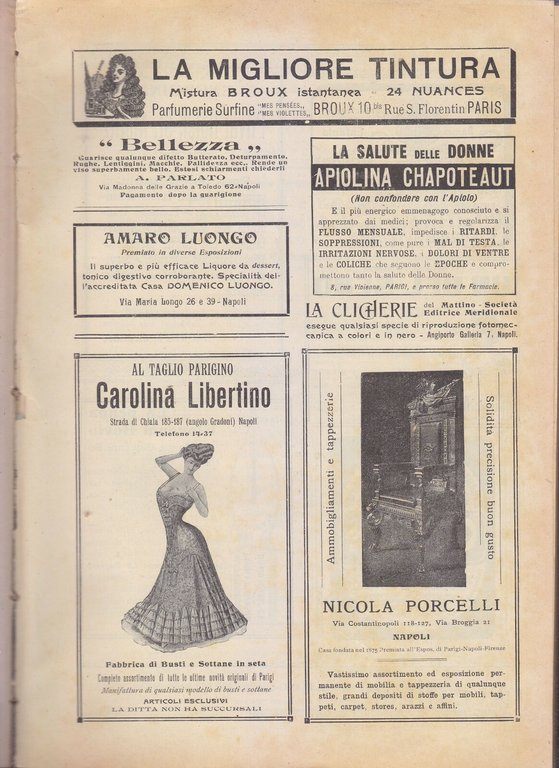 LA MIGLIORE TINTURA
Mistura BROUX istantanea - 24 NUANCES
Parfumerie Surfine "MES PENSÉES,, "MES VIOLETTES,, BROUX 10 bis Rue S. Florentin PARIS
“ Bellezza „
Guarisce qualunque difetto Butterato, Deturpamento,
Rughe, Lentiggini, Macchie, Pallidezza ecc. Rende un
viso superbamente bello. Estesi schiarmenti chiederli
A. PARLATO
Via Madonna delle Grazie a Toledo 62-Napoli
Pagamento dopo la guarigione
AMARO LUONGO
Premiato in diverse Esposizioni
Il superbo e più efficace Liquore da dessert,
tonico digestivo corroborante. Specialità del-
l'accreditata Casa DOMENICO LUONGO.
Via Maria Longo 26 e 39 - Napoli
LA SALUTE DELLE DONNE
APIOLINA CHAPOTEAUT
(Non confondere con l'Apiolo)
E il più energico emmenagogo conosciuto e si
apprezzato dai medici; provoca e regolarizza il
FLUSSO MENSUALE, impedisce i RITARDI, le
SOPPRESSIONI, come pure i MAL DI TESTA, le
IRRITAZIONI NERVOSE, i DOLORI DI VENTRE
e le COLICHE che seguono le EPOCHE e compro-
mettono tanto la salute delle Donne.
8, rue Vivienne, PARIGI, e presso tutte le Farmacie.
LA CLICHERIE del Mattino - Società
Editrice Meridionale
esegue qualsiasi specie di riproduzione fotomec-
canica a colori e in nero - Angiporto Galleria 7, Napoli.
AL TAGLIO PARIGINO
Carolina Libertino
Strada di Chiaia 185-187 (angolo Gradoni) Napoli
Telefono 14-37
Fabbrica di Busti e Sottane in seta
Completo assortimento di tutte le ultime novità originali di Parigi
Manifattura di qualsiasi modello di busti e sottane
ARTICOLI ESCLUSIVI
LA DITTA NON HA SUCCURSALI
Ammobigliamenti e tappezzerie
Solidità precisione buon gusto
NICOLA PORCELLI
Via Costantinopoli 118-127, Via Broggia 21
NAPOLI
Casa fondata nel 1875 Premiata all'Espos. di Parigi-Napoli-Firenze
Vastissimo assortimento ed esposizione per-
manente di mobilia e tappezzeria di qualunque
stile, grandi depositi di stoffe per mobili, tap-
peti, carpet, stores, arazzi e affini.